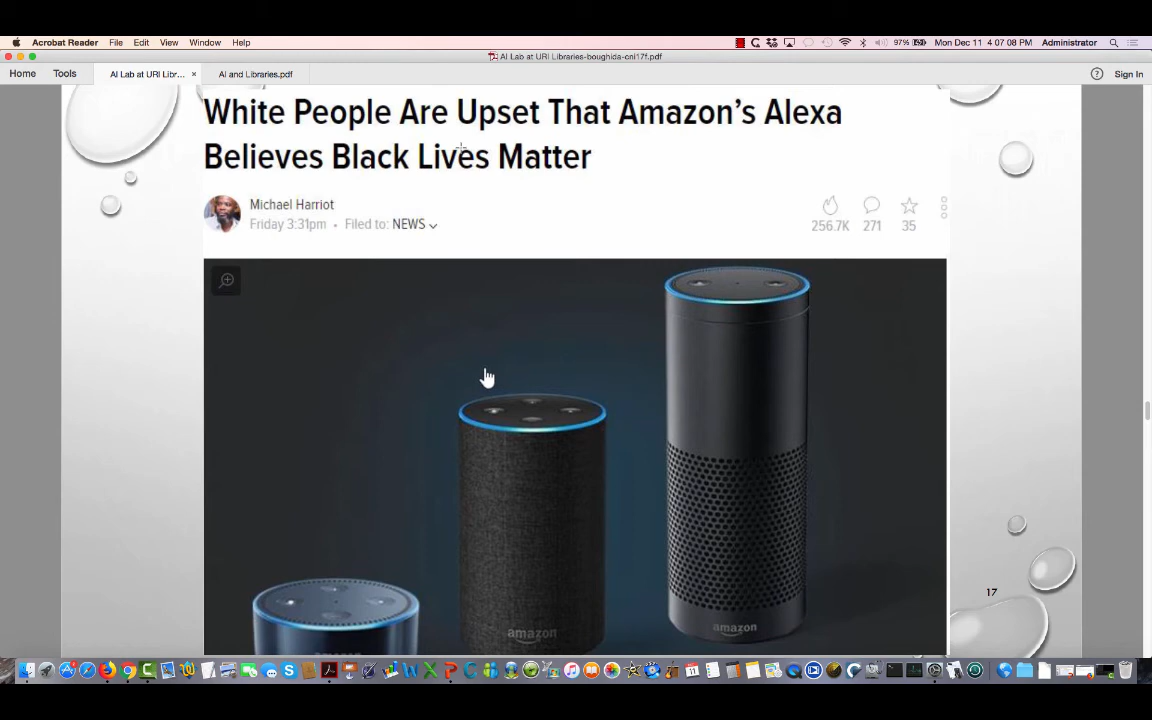 Acrobat Reader File Edit View Window Help 97% Mon Dec 11 4:07:08 PM Administrator
AI Lab at URI Libraries-boughida-cni17f.pdf
Home Tools AI Lab at URI Libr... × AI and Libraries.pdf ? Sign In
White People Are Upset That Amazon's Alexa
Believes Black Lives Matter
Michael Harriot
Friday 3:31pm • Filed to: NEWS
256.7K 271 35
amazon
amazon
17